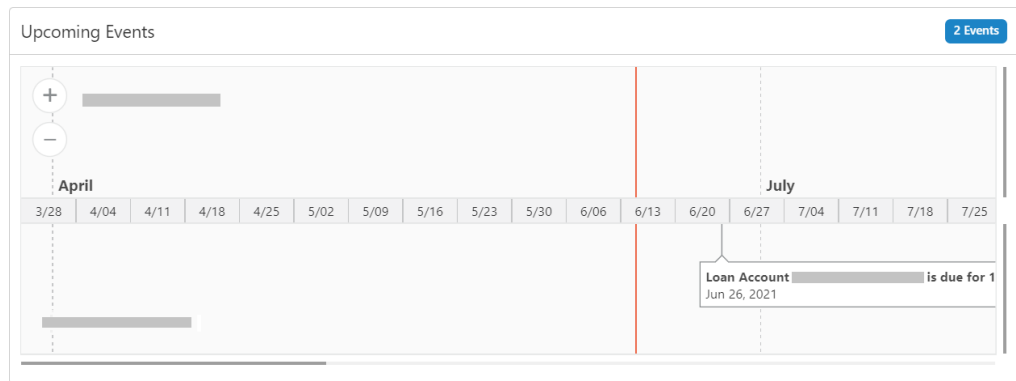 Upcoming Events
2 Events
+
−
April
July
3/28 4/04 4/11 4/18 4/25 5/02 5/09 5/16 5/23 5/30 6/06 6/13 6/20 6/27 7/04 7/11 7/18 7/25
Loan Account is due for 1
Jun 26, 2021